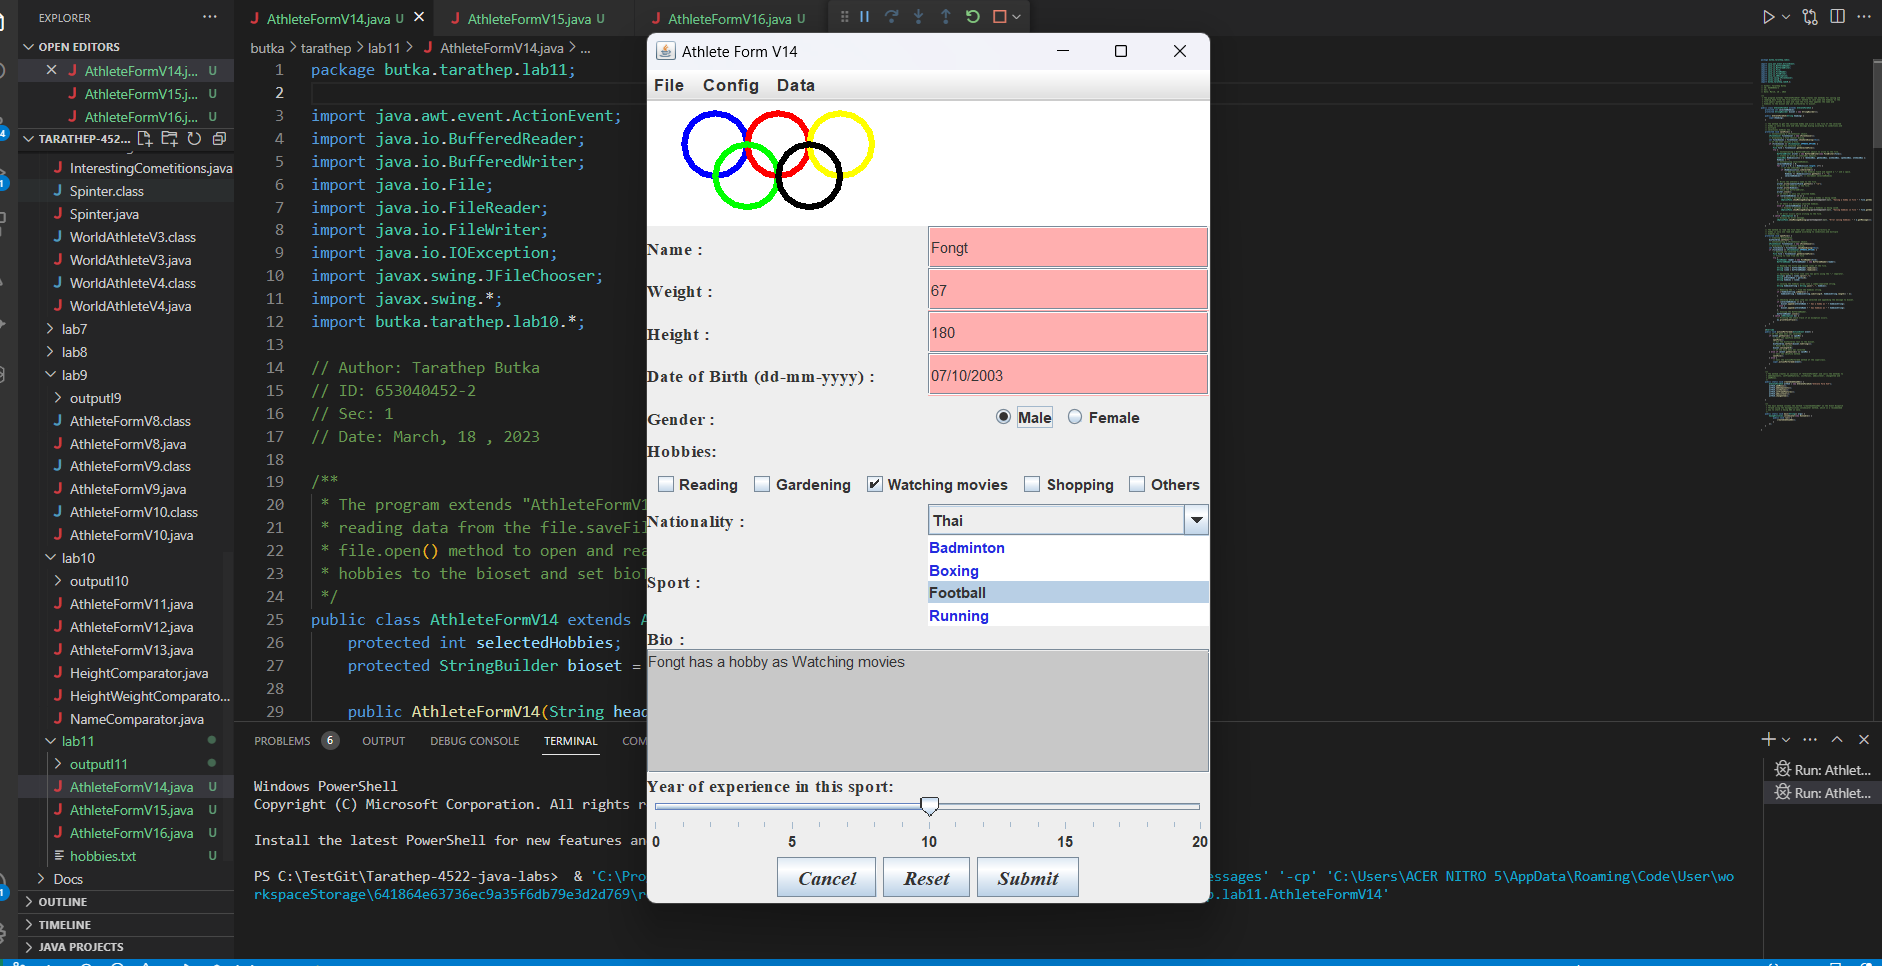 EXPLORER
OPEN EDITORS
AthleteFormV14.j... U
AthleteFormV15.j... U
AthleteFormV16.j... U
TARATHEP-452...
InterestingCometitions.java
Spinter.class
Spinter.java
WorldAthleteV3.class
WorldAthleteV3.java
WorldAthleteV4.class
WorldAthleteV4.java
lab7
lab8
lab9
outputl9
AthleteFormV8.class
AthleteFormV8.java
AthleteFormV9.class
AthleteFormV9.java
AthleteFormV10.class
AthleteFormV10.java
lab10
outputl10
AthleteFormV11.java
AthleteFormV12.java
AthleteFormV13.java
HeightComparator.java
HeightWeightComparato...
NameComparator.java
lab11
outputl11
AthleteFormV14.java U
AthleteFormV15.java U
AthleteFormV16.java U
hobbies.txt U
Docs
OUTLINE
TIMELINE
JAVA PROJECTS
AthleteFormV14.java U
AthleteFormV15.java U
AthleteFormV16.java U
butka > tarathep > lab11 > AthleteFormV14.java > ...
1 package butka.tarathep.lab11;
2
3 import java.awt.event.ActionEvent;
4 import java.io.BufferedReader;
5 import java.io.BufferedWriter;
6 import java.io.File;
7 import java.io.FileReader;
8 import java.io.FileWriter;
9 import java.io.IOException;
10 import javax.swing.JFileChooser;
11 import javax.swing.*;
12 import butka.tarathep.lab10.*;
13
14 // Author: Tarathep Butka
15 // ID: 653040452-2
16 // Sec: 1
17 // Date: March, 18 , 2023
18
19 /**
20 * The program extends "AthleteFormV1
21 * reading data from the file.saveFil
22 * file.open() method to open and rea
23 * hobbies to the bioset and set bio
24 */
25 public class AthleteFormV14 extends A
26 protected int selectedHobbies;
27 protected StringBuilder bioset =
28
29 public AthleteFormV14(String head
Athlete Form V14
File Config Data
Name : Fongt
Weight : 67
Height : 180
Date of Birth (dd-mm-yyyy) : 07/10/2003
Gender : Male Female
Hobbies:
Reading Gardening Watching movies Shopping Others
Nationality : Thai
Sport :
Badminton
Boxing
Football
Running
Bio :
Fongt has a hobby as Watching movies
Year of experience in this sport:
0 5 10 15 20
Cancel Reset Submit
PROBLEMS 6 OUTPUT DEBUG CONSOLE TERMINAL COM
Windows PowerShell
Copyright (C) Microsoft Corporation. All rights r
Install the latest PowerShell for new features an
PS C:\TestGit\Tarathep-4522-java-labs> & 'C:\Pro essages' '-cp' 'C:\Users\ACER NITRO 5\AppData\Roaming\Code\User\wo
rkspaceStorage\641864e63736ec9a35f6db79e3d2d769\r .lab11.AthleteFormV14'
Run: Athlet...
Run: Athlet...